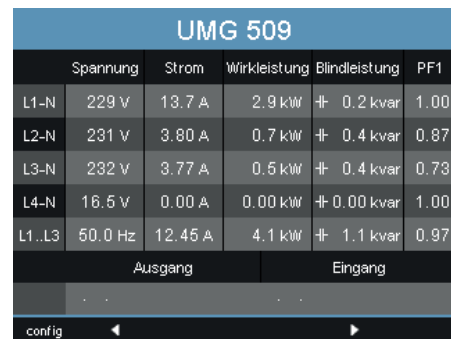 UMG 509
Spannung Strom Wirkleistung Blindleistung PF1
L1-N 229 V 13.7 A 2.9 kW 0.2 kvar 1.00
L2-N 231 V 3.80 A 0.7 kW 0.4 kvar 0.87
L3-N 232 V 3.77 A 0.5 kW 0.4 kvar 0.73
L4-N 16.5 V 0.00 A 0.00 kW 0.00 kvar 1.00
L1..L3 50.0 Hz 12.45 A 4.1 kW 1.1 kvar 0.97
Ausgang Eingang
config